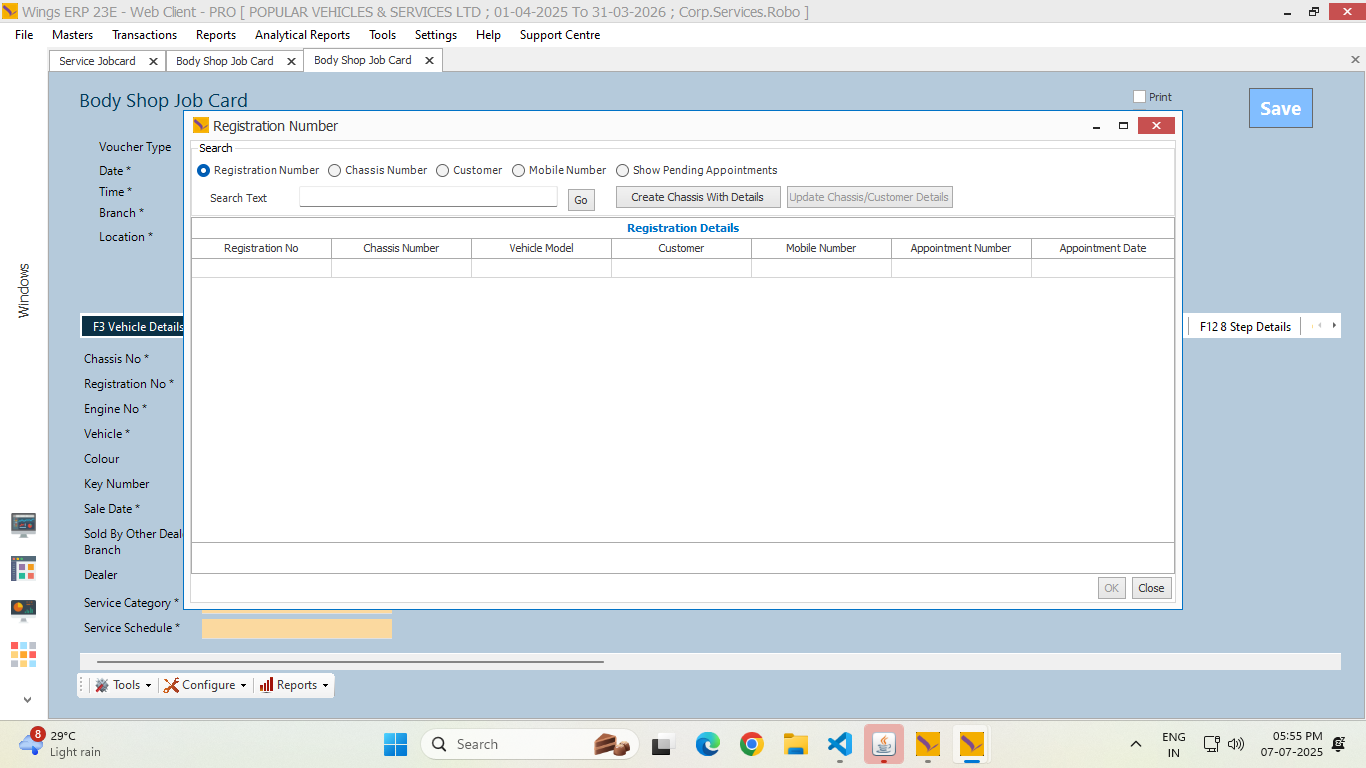 Wings ERP 23E - Web Client - PRO [ POPULAR VEHICLES & SERVICES LTD ; 01-04-2025 To 31-03-2026 ; Corp.Services.Robo ]
File Masters Transactions Reports Analytical Reports Tools Settings Help Support Centre
Service Jobcard Body Shop Job Card Body Shop Job Card
Body Shop Job Card
Print
Save
Registration Number
Voucher Type
Date *
Time *
Branch *
Location *
Search
Registration Number Chassis Number Customer Mobile Number Show Pending Appointments
Search Text Go Create Chassis With Details Update Chassis/Customer Details
Registration Details
Registration No Chassis Number Vehicle Model Customer Mobile Number Appointment Number Appointment Date
Windows
F3 Vehicle Details
F12 8 Step Details
Chassis No *
Registration No *
Engine No *
Vehicle *
Colour
Key Number
Sale Date *
Sold By Other Deal
Branch
Dealer
OK Close
Service Category *
Service Schedule *
Tools Configure Reports
8
29°C
Light rain
Search
ENG
IN
05:55 PM
07-07-2025